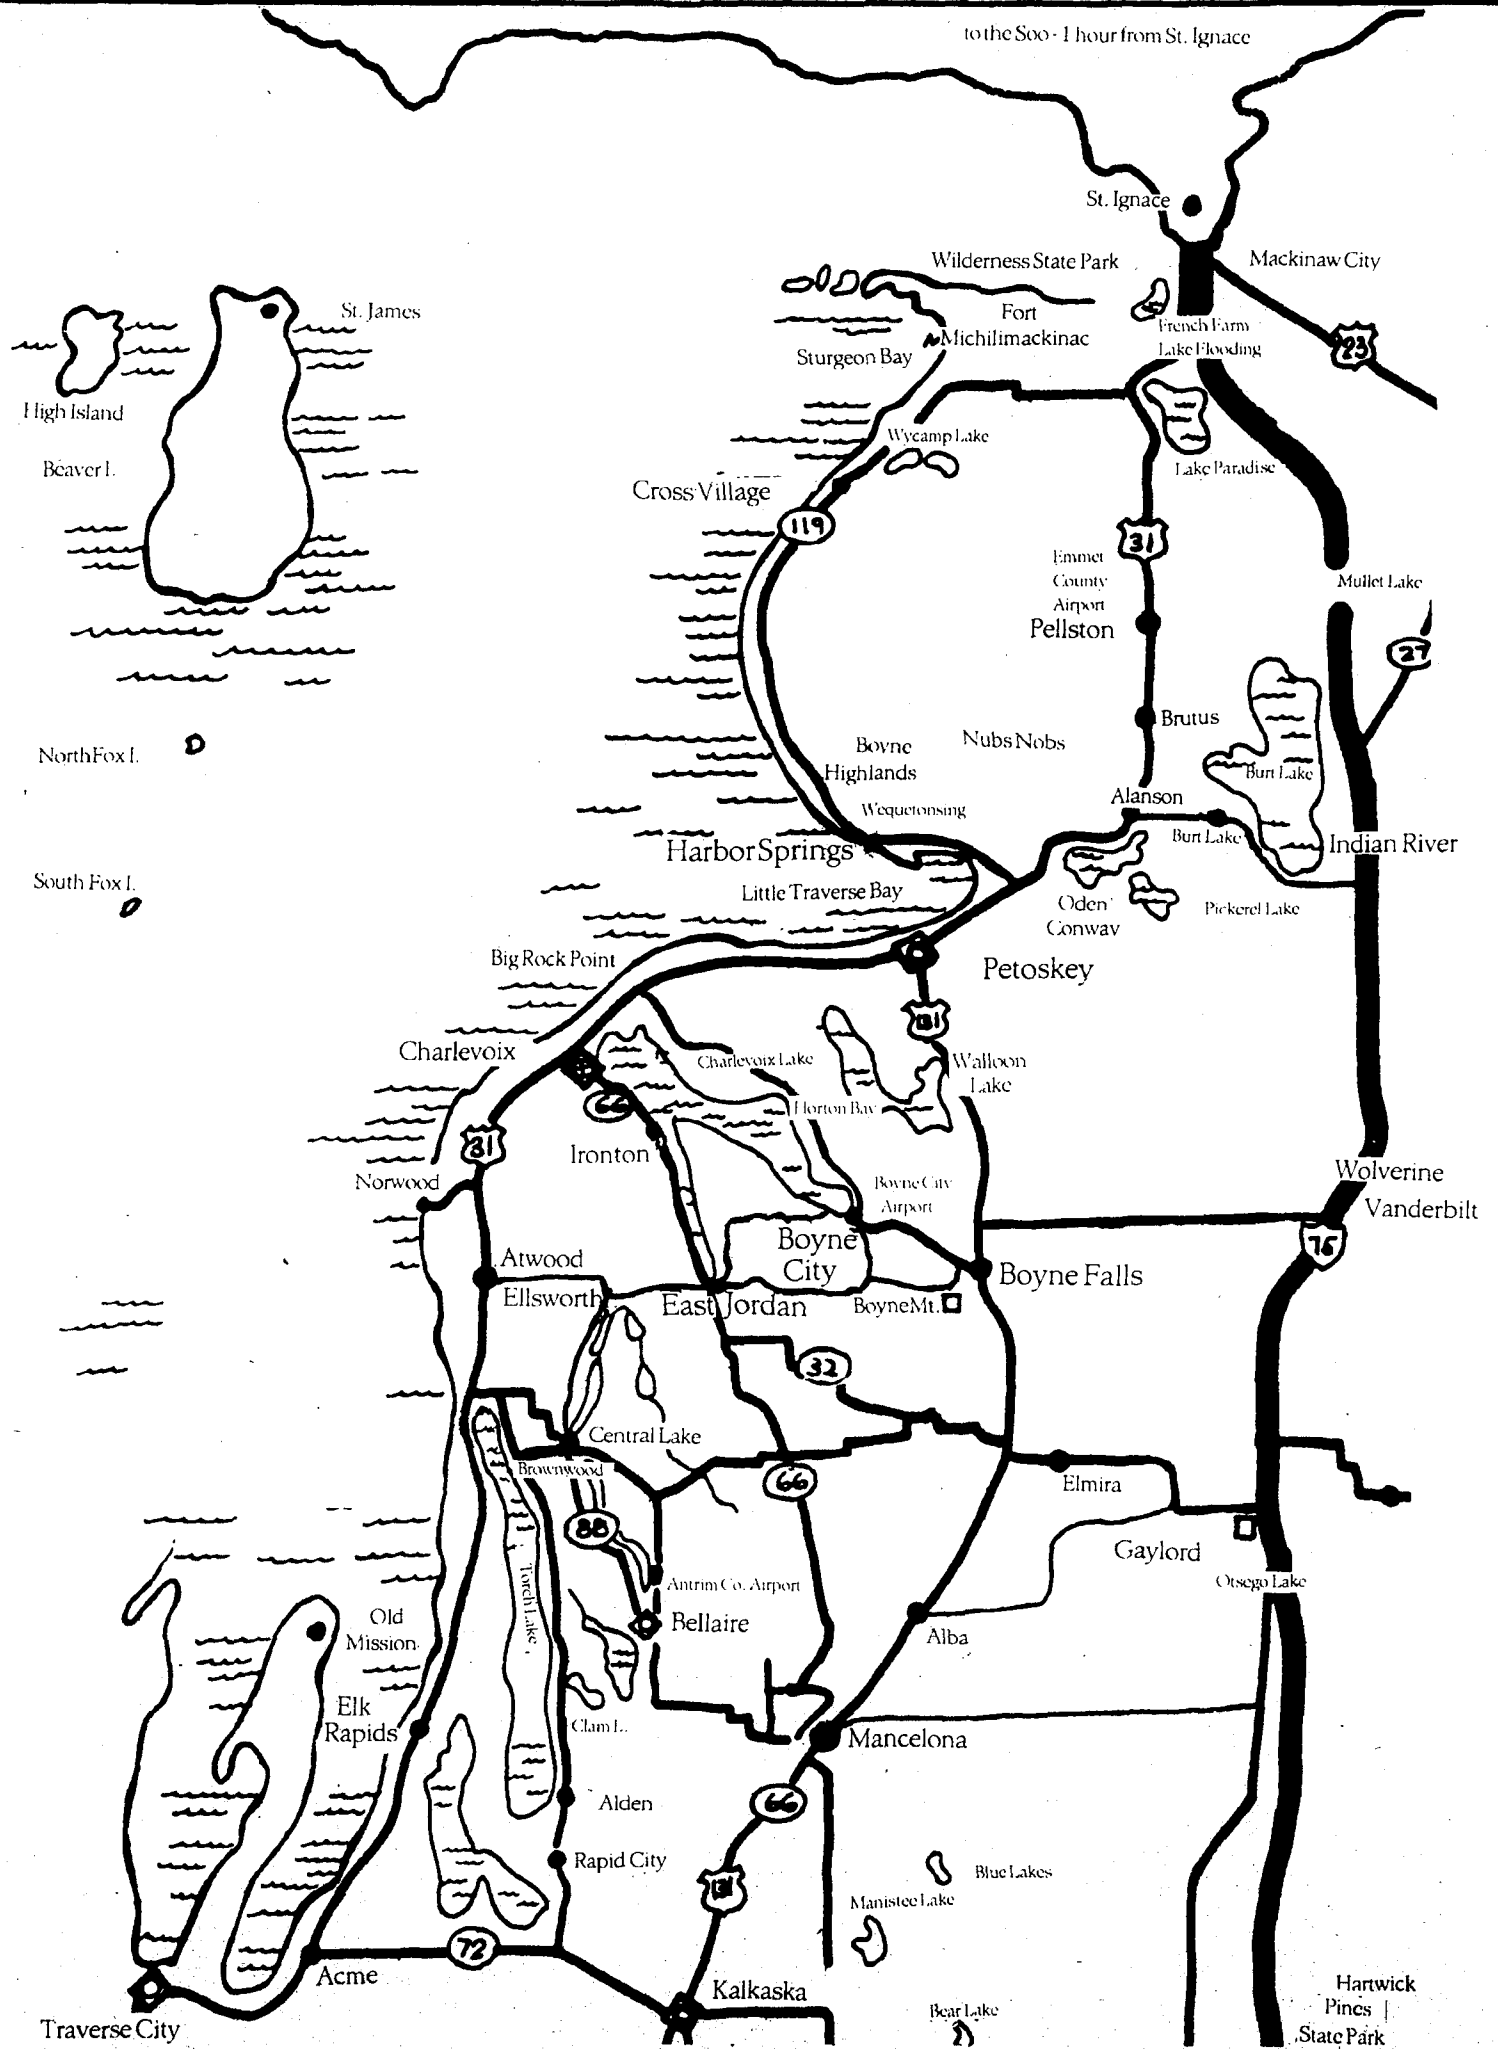 to the Soo - 1 hour from St. Ignace
St. Ignace
Wilderness State Park
Mackinaw City
St. James
Fort
Michilimackinac
French Farm
Lake Flooding
23
Sturgeon Bay
High Island
Wycamp Lake
Beaver I.
Lake Paradise
Cross Village
119
31
Emmet
County
Airport
Pellston
Mullet Lake
27
Brutus
North Fox I.
Nubs Nobs
Boyne
Highlands
Burt Lake
Alanson
Wequetonsing
Burt Lake
Indian River
Harbor Springs
South Fox I.
Little Traverse Bay
Oden
Conway
Pickerel Lake
Big Rock Point
Petoskey
131
Charlevoix
Charlevoix Lake
Walloon
Lake
66
Horton Bay
31
Ironton
Norwood
Boyne City
Airport
Wolverine
Vanderbilt
75
Boyne
City
Atwood
Ellsworth
East Jordan
Boyne Mt.
Boyne Falls
32
Central Lake
Brownwood
66
Elmira
88
Gaylord
Otsego Lake
Torch Lake
Antrim Co. Airport
Bellaire
Alba
Old
Mission
Elk
Rapids
Clam L.
Mancelona
Alden
66
Rapid City
131
Blue Lakes
Manistee Lake
72
Acme
Kalkaska
Bear Lake
Hartwick
Pines
State Park
Traverse City